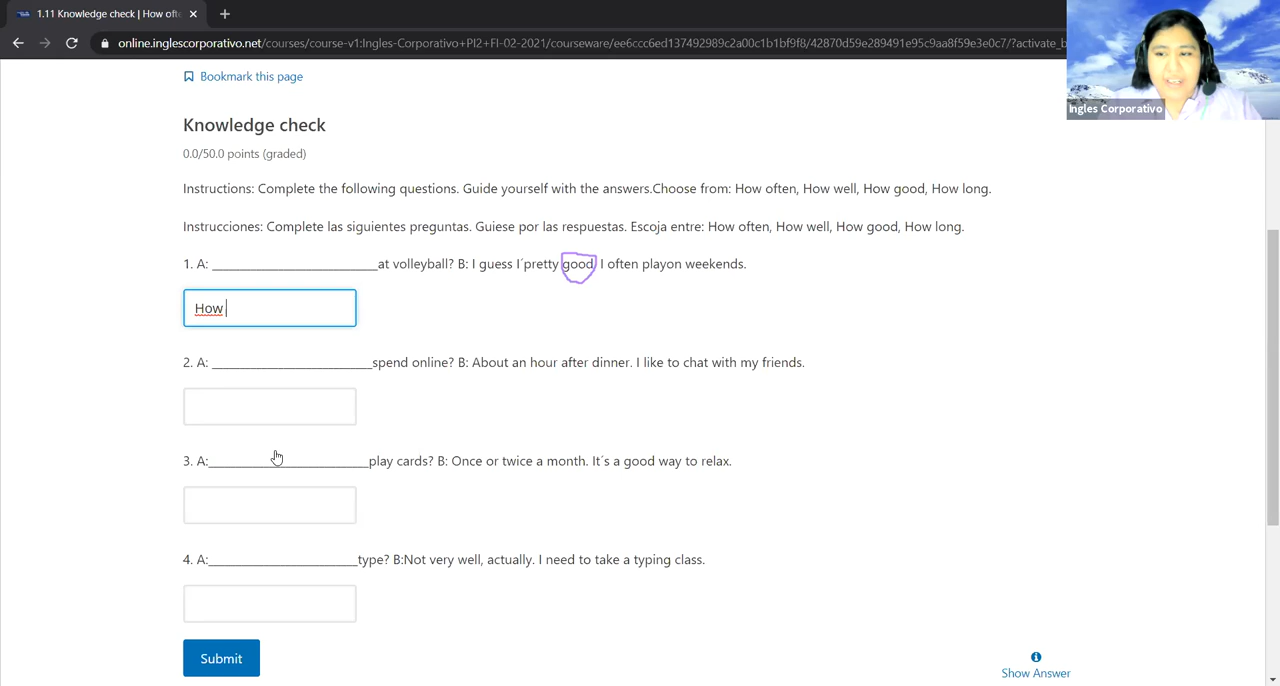 1.11 Knowledge check | How oft
online.inglescorporativo.net/courses/course-v1:Ingles-Corporativo+PI2+FI-02-2021/courseware/ee6ccc6ed137492989c2a00c1b1bf9f8/42870d59e289491e95c9aa8f59e3e0c7/?activate_b
Ingles Corporativo
Bookmark this page
Knowledge check
0.0/50.0 points (graded)
Instructions: Complete the following questions. Guide yourself with the answers.Choose from: How often, How well, How good, How long.
Instrucciones: Complete las siguientes preguntas. Guiese por las respuestas. Escoja entre: How often, How well, How good, How long.
1. A: ________________________at volleyball? B: I guess I´pretty good. I often playon weekends.
How
2. A: _______________________spend online? B: About an hour after dinner. I like to chat with my friends.
3. A:_______________________play cards? B: Once or twice a month. It´s a good way to relax.
4. A:_____________________type? B:Not very well, actually. I need to take a typing class.
Submit
Show Answer